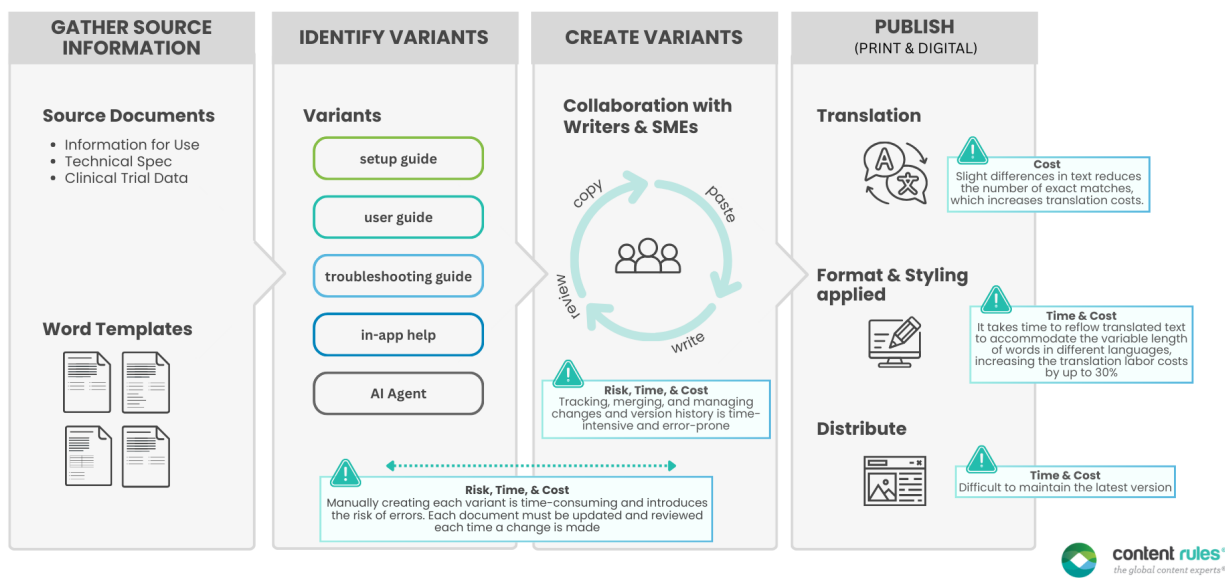 GATHER SOURCE
INFORMATION
Source Documents
• Information for Use
• Technical Spec
• Clinical Trial Data
Word Templates
IDENTIFY VARIANTS
Variants
setup guide
user guide
troubleshooting guide
in-app help
AI Agent
CREATE VARIANTS
Collaboration with
Writers & SMEs
copy
paste
write
review
Risk, Time, & Cost
Tracking, merging, and managing
changes and version history is time-
intensive and error-prone
Risk, Time, & Cost
Manually creating each variant is time-consuming and introduces
the risk of errors. Each document must be updated and reviewed
each time a change is made
PUBLISH
(PRINT & DIGITAL)
Translation
A
文
Cost
Slight differences in text reduces
the number of exact matches,
which increases translation costs.
Format & Styling
applied
Time & Cost
It takes time to reflow translated text
to accommodate the variable length
of words in different languages,
increasing the translation labor costs
by up to 30%
Distribute
Time & Cost
Difficult to maintain the latest version
content rules®
the global content experts®